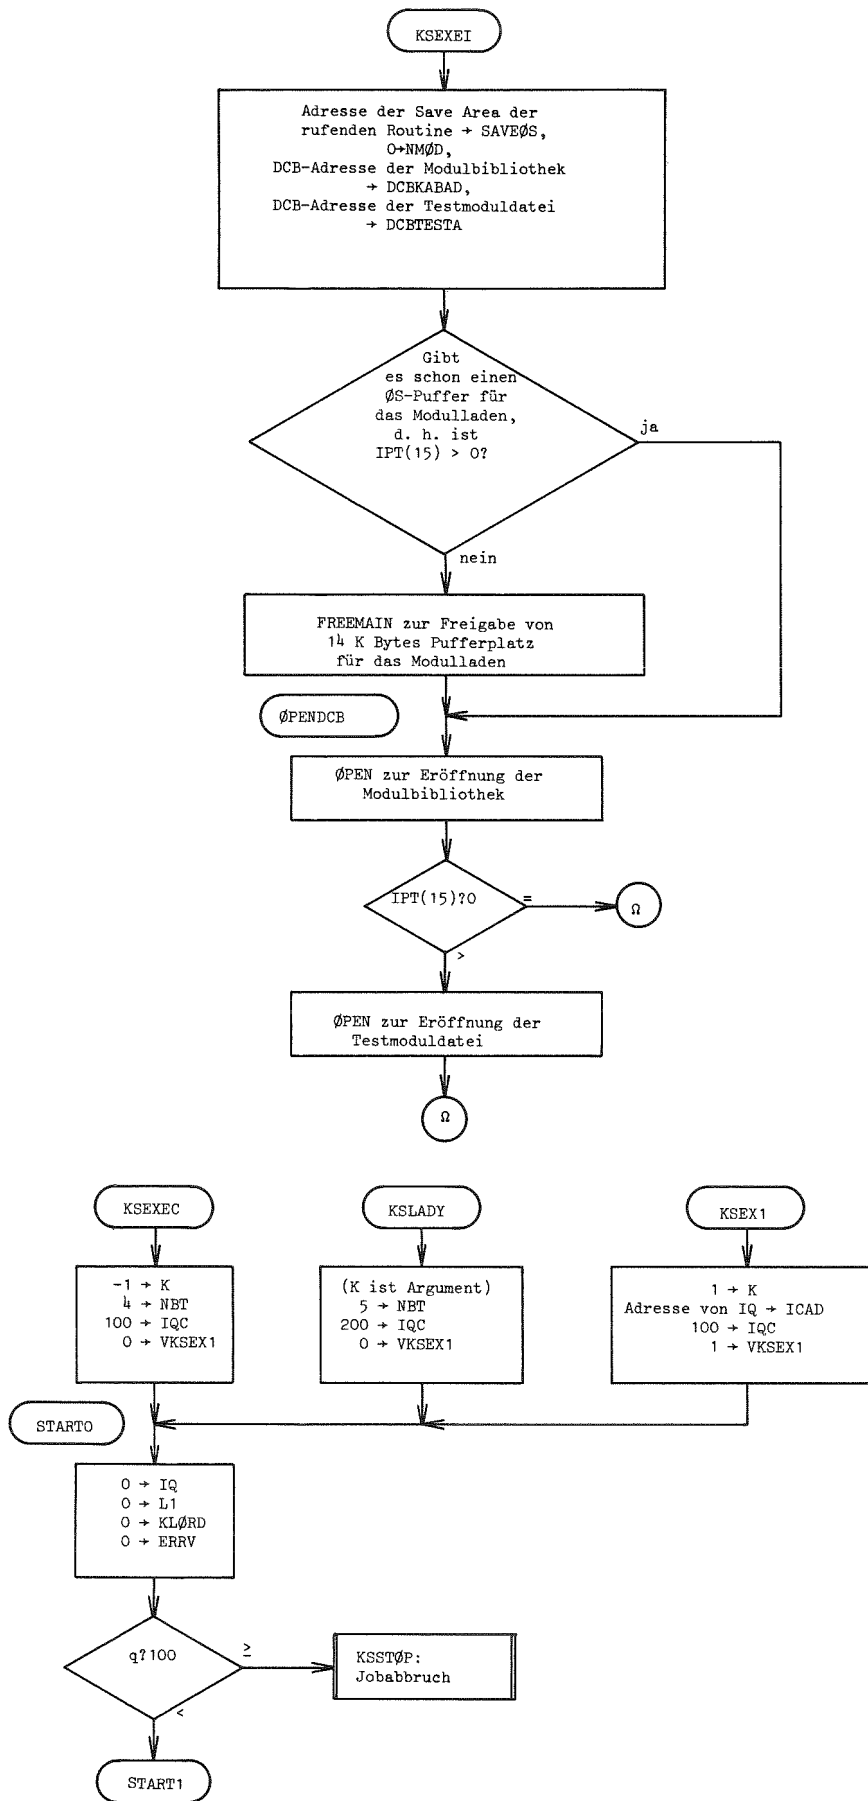 KSEXEI
Adresse der Save Area der
rufenden Routine → SAVEØS,
O→NMØD,
DCB-Adresse der Modulbibliothek
→ DCBKABAD,
DCB-Adresse der Testmoduldatei
→ DCBTESTA
Gibt
es schon einen
ØS-Puffer für
das Modulladen,
d. h. ist
IPT(15) > O?
ja
nein
FREEMAIN zur Freigabe von
14 K Bytes Pufferplatz
für das Modulladen
ØPENDCB
ØPEN zur Eröffnung der
Modulbibliothek
IPT(15)?O
=
Ω
>
ØPEN zur Eröffnung der
Testmoduldatei
Ω
KSEXEC
KSLADY
KSEX1
-1 → K
4 → NBT
100 → IQC
0 → VKSEX1
(K ist Argument)
5 → NBT
200 → IQC
0 → VKSEX1
1 → K
Adresse von IQ → ICAD
100 → IQC
1 → VKSEX1
STARTO
0 → IQ
0 → L1
0 → KLØRD
0 → ERRV
q?100
≥
KSSTØP:
Jobabbruch
<
START1